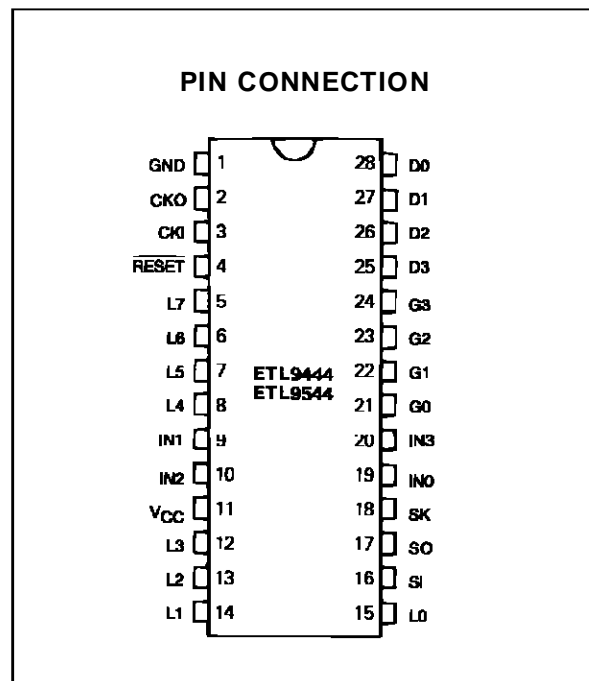 PIN CONNECTION
GND 1 28 D0
CKO 2 27 D1
CKI 3 26 D2
RESET 4 25 D3
L7 5 24 G3
L6 6 23 G2
L5 7 22 G1
ETL9444
ETL9544
L4 8 21 G0
IN1 9 20 IN3
IN2 10 19 IN0
VCC 11 18 SK
L3 12 17 SO
L2 13 16 SI
L1 14 15 L0